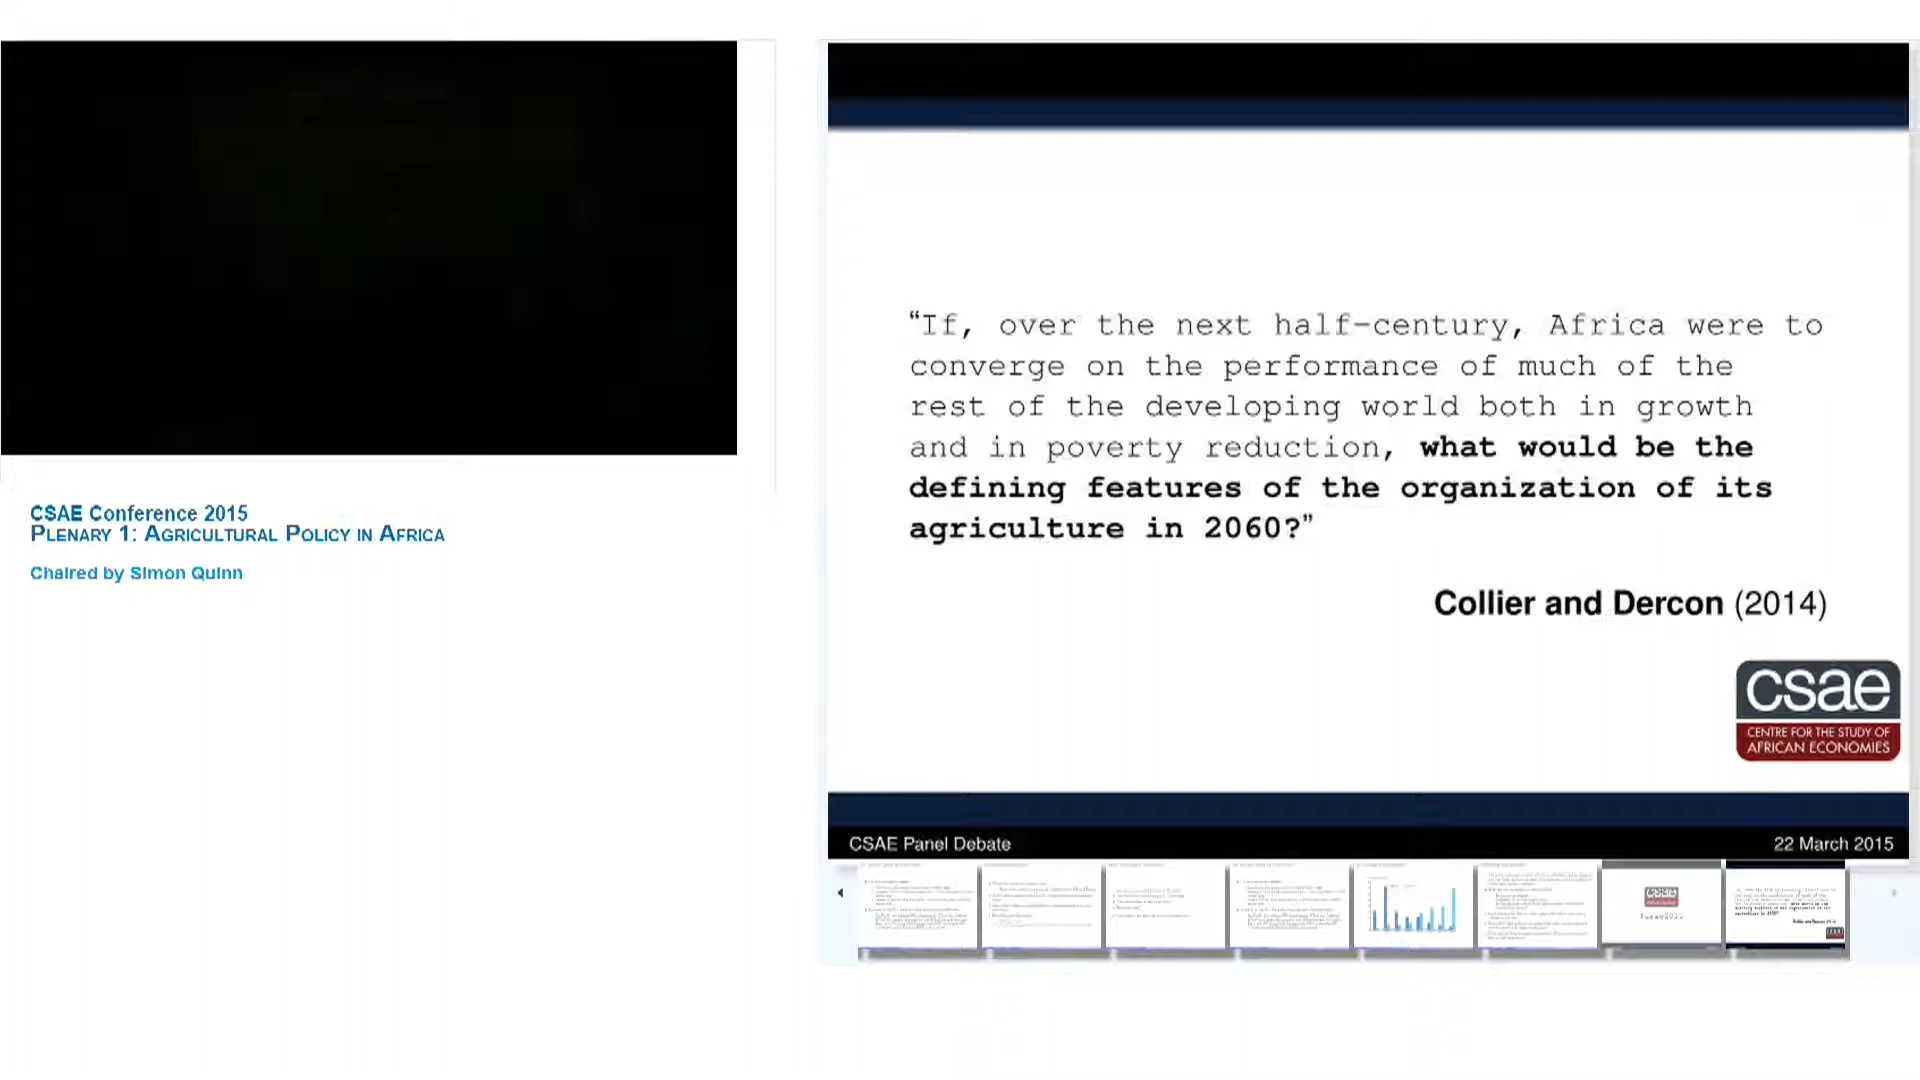 CSAE Conference 2015
PLENARY 1: AGRICULTURAL POLICY IN AFRICA
Chaired by Simon Quinn
“If, over the next half-century, Africa were to
converge on the performance of much of the
rest of the developing world both in growth
and in poverty reduction, what would be the
defining features of the organization of its
agriculture in 2060?”
Collier and Dercon (2014)
csae
CENTRE FOR THE STUDY OF
AFRICAN ECONOMIES
CSAE Panel Debate
22 March 2015
csae